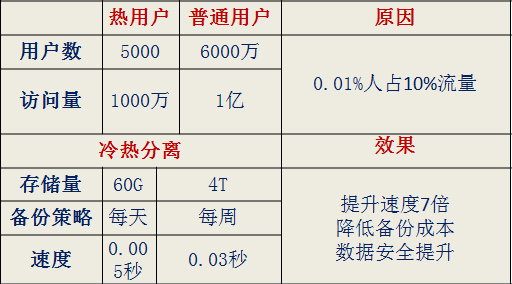 热用户 普通用户 原因
用户数 5000 6000万
0.01%人占10%流量
访问量 1000万 1亿
冷热分离 效果
存储量 60G 4T
提升速度7倍
备份策略 每天 每周
降低备份成本
数据安全提升
速度 0.00 0.03秒
5秒